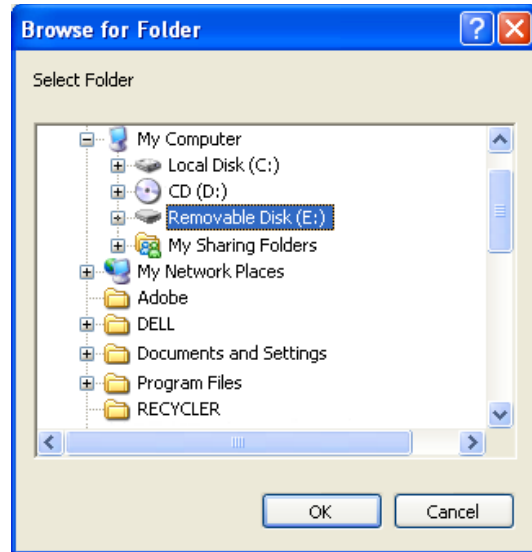 Browse for Folder
Select Folder
My Computer
Local Disk (C:)
CD (D:)
Removable Disk (E:)
My Sharing Folders
My Network Places
Adobe
DELL
Documents and Settings
Program Files
RECYCLER
OK Cancel